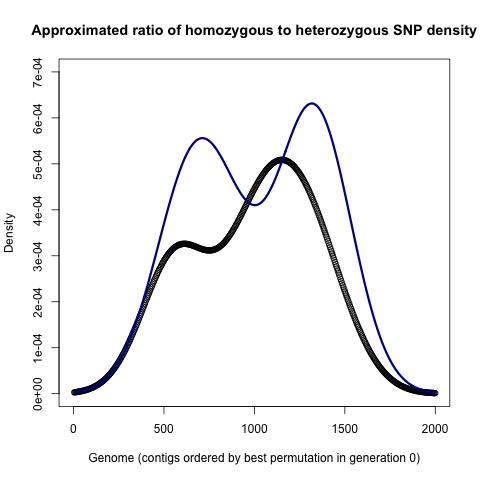 Approximated ratio of homozygous to heterozygous SNP density
7e-04
6e-04
5e-04
4e-04
3e-04
2e-04
1e-04
0e+00
Density
0 500 1000 1500 2000
Genome (contigs ordered by best permutation in generation 0)